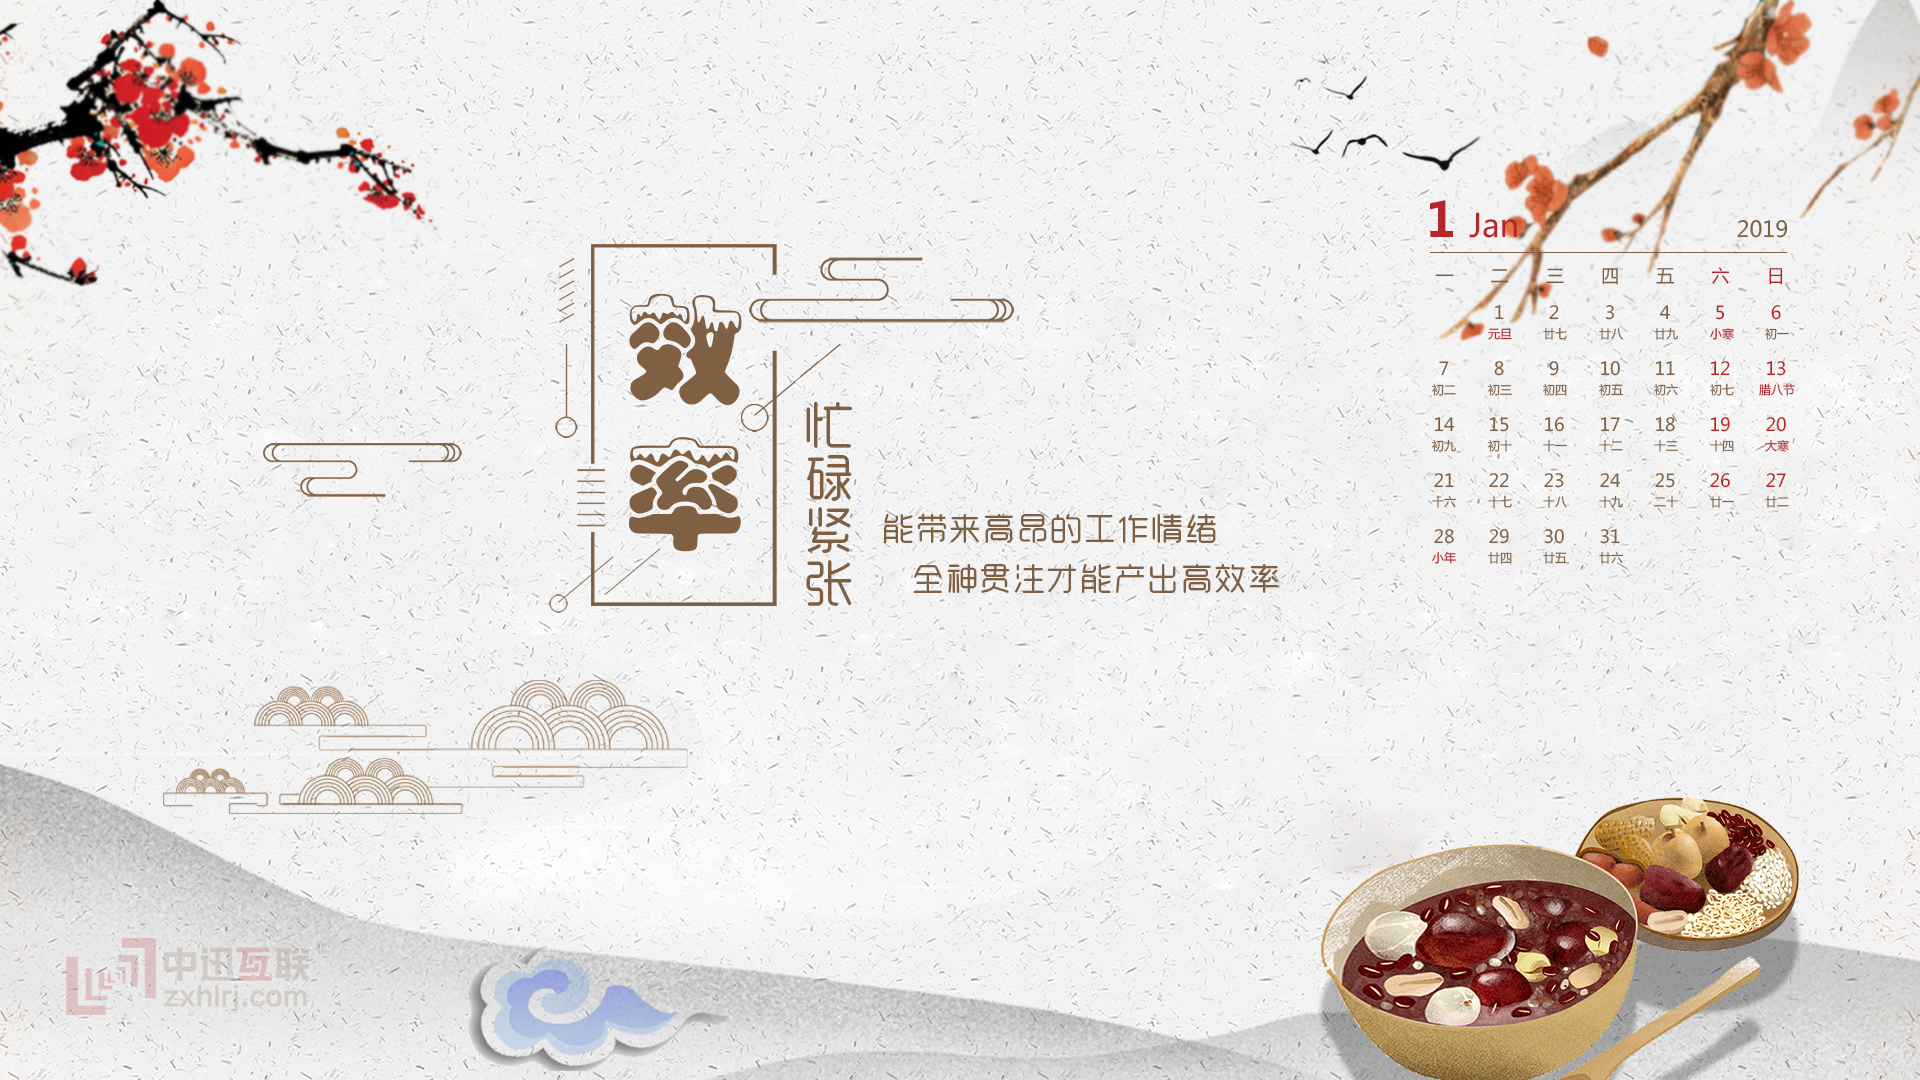 效率
忙碌紧张
能带来高昂的工作情绪
全神贯注才能产出高效率
1 Jan 2019
一 二 三 四 五 六 日
1 2 3 4 5 6
元旦 廿七 廿八 廿九 小寒 初一
7 8 9 10 11 12 13
初二 初三 初四 初五 初六 初七 腊八节
14 15 16 17 18 19 20
初九 初十 十一 十二 十三 十四 大寒
21 22 23 24 25 26 27
十六 十七 十八 十九 二十 廿一 廿二
28 29 30 31
小年 廿四 廿五 廿六
中迅互联
zxhlrj.com